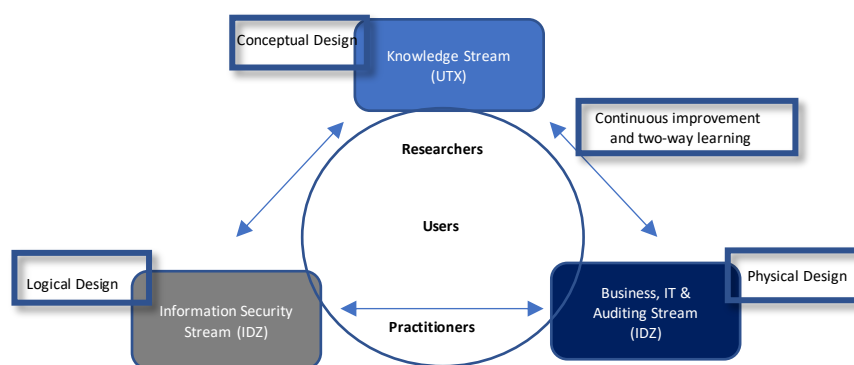 Conceptual Design
Knowledge Stream
(UTX)
Continuous improvement
and two-way learning
Researchers
Users
Logical Design
Physical Design
Information Security
Stream (IDZ)
Business, IT &
Auditing Stream
(IDZ)
Practitioners